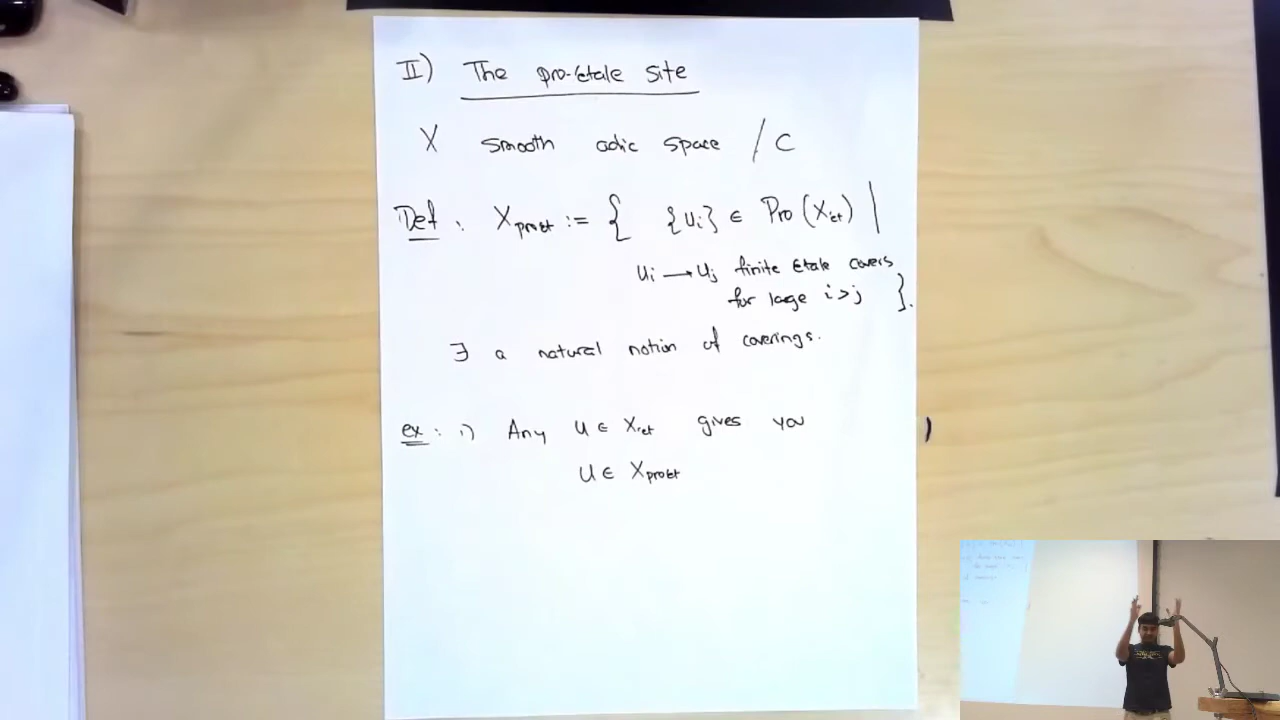 II) The pro-étale site
X smooth adic space / C
Def: X_proét := { {U_i} ∈ Pro(X_ét) |
U_i → U_j finite étale covers
for large i > j }.
∃ a natural notion of coverings.
ex: 1) Any U ∈ X_ét gives you
U ∈ X_proét